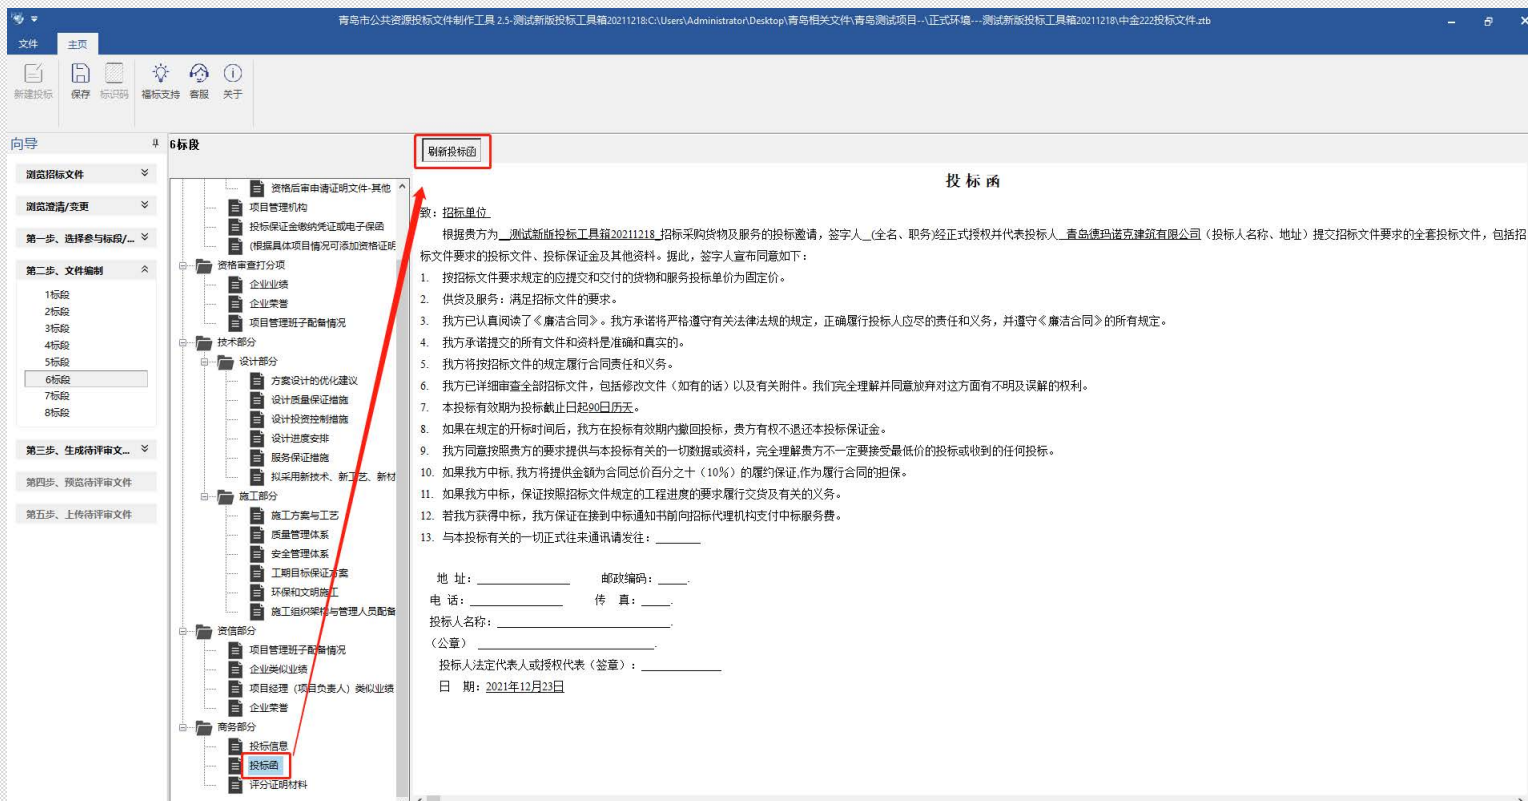 青岛市公共资源投标文件制作工具 2.5-测试新版投标工具箱20211218:C:\Users\Administrator\Desktop\青岛相关文件\青岛测试项目--\正式环境---测试新版投标工具箱20211218\中金222投标文件.ztb
文件 主页
新建投标 保存 标识码 福标支持 客服 关于
向导
浏览招标文件
浏览澄清/变更
第一步、选择参与标段/...
第二步、文件编制
1标段
2标段
3标段
4标段
5标段
6标段
7标段
8标段
第三步、生成待评审文...
第四步、预览待评审文件
第五步、上传待评审文件
6标段
资格后审申请证明文件-其他
项目管理机构
投标保证金缴纳凭证或电子保函
(根据具体项目情况可添加资格证明
资格审查打分项
企业业绩
企业荣誉
项目管理班子配备情况
技术部分
设计部分
方案设计的优化建议
设计质量保证措施
设计投资控制措施
设计进度安排
服务保证措施
拟采用新技术、新工艺、新材
施工部分
施工方案与工艺
质量管理体系
安全管理体系
工期目标保证方案
环保和文明施工
施工组织架构与管理人员配备
资信部分
项目管理班子配备情况
企业类似业绩
项目经理（项目负责人）类似业绩
企业荣誉
商务部分
投标信息
投标函
评分证明材料
刷新投标函
投 标 函
致：招标单位
根据贵方为__测试新版投标工具箱20211218_招标采购货物及服务的投标邀请，签字人_(全名、职务)经正式授权并代表投标人_青岛德玛诺克建筑有限公司（投标人名称、地址）提交招标文件要求的全套投标文件，包括招
标文件要求的投标文件、投标保证金及其他资料。据此，签字人宣布同意如下：
1. 按招标文件要求规定的应提交和交付的货物和服务投标单价为固定价。
2. 供货及服务：满足招标文件的要求。
3. 我方已认真阅读了《廉洁合同》。我方承诺将严格遵守有关法律法规的规定，正确履行投标人应尽的责任和义务，并遵守《廉洁合同》的所有规定。
4. 我方承诺提交的所有文件和资料是准确和真实的。
5. 我方将按招标文件的规定履行合同责任和义务。
6. 我方已详细审查全部招标文件，包括修改文件（如有的话）以及有关附件。我们完全理解并同意放弃对这方面有不明及误解的权利。
7. 本投标有效期为投标截止日起90日历天。
8. 如果在规定的开标时间后，我方在投标有效期内撤回投标，贵方有权不退还本投标保证金。
9. 我方同意按照贵方的要求提供与本投标有关的一切数据或资料，完全理解贵方不一定要接受最低价的投标或收到的任何投标。
10. 如果我方中标,我方将提供金额为合同总价百分之十（10%）的履约保证,作为履行合同的担保。
11. 如果我方中标，保证按照招标文件规定的工程进度的要求履行交货及有关的义务。
12. 若我方获得中标，我方保证在接到中标通知书前向招标代理机构支付中标服务费。
13. 与本投标有关的一切正式往来通讯请发往：_______
地 址：______________ 邮政编码：____.
电 话：______________ 传 真：____.
投标人名称：__________________________.
（公章） __________________________.
投标人法定代表人或授权代表（签章）：____________
日 期：2021年12月23日